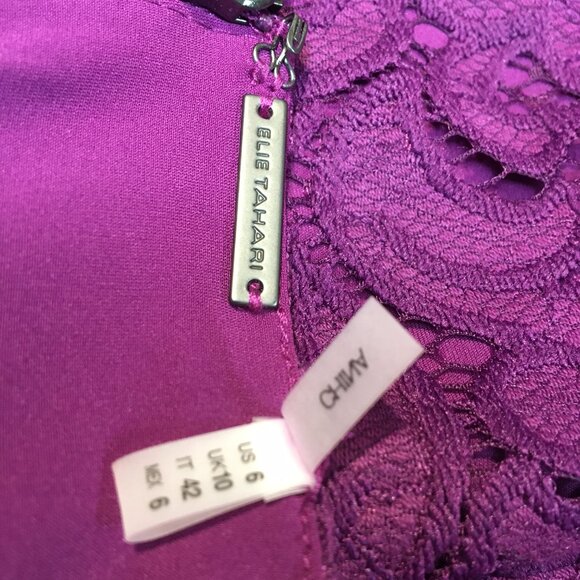 ELIE TAHARI
CHINA
US 6
UK10
IT 42
MEX 6